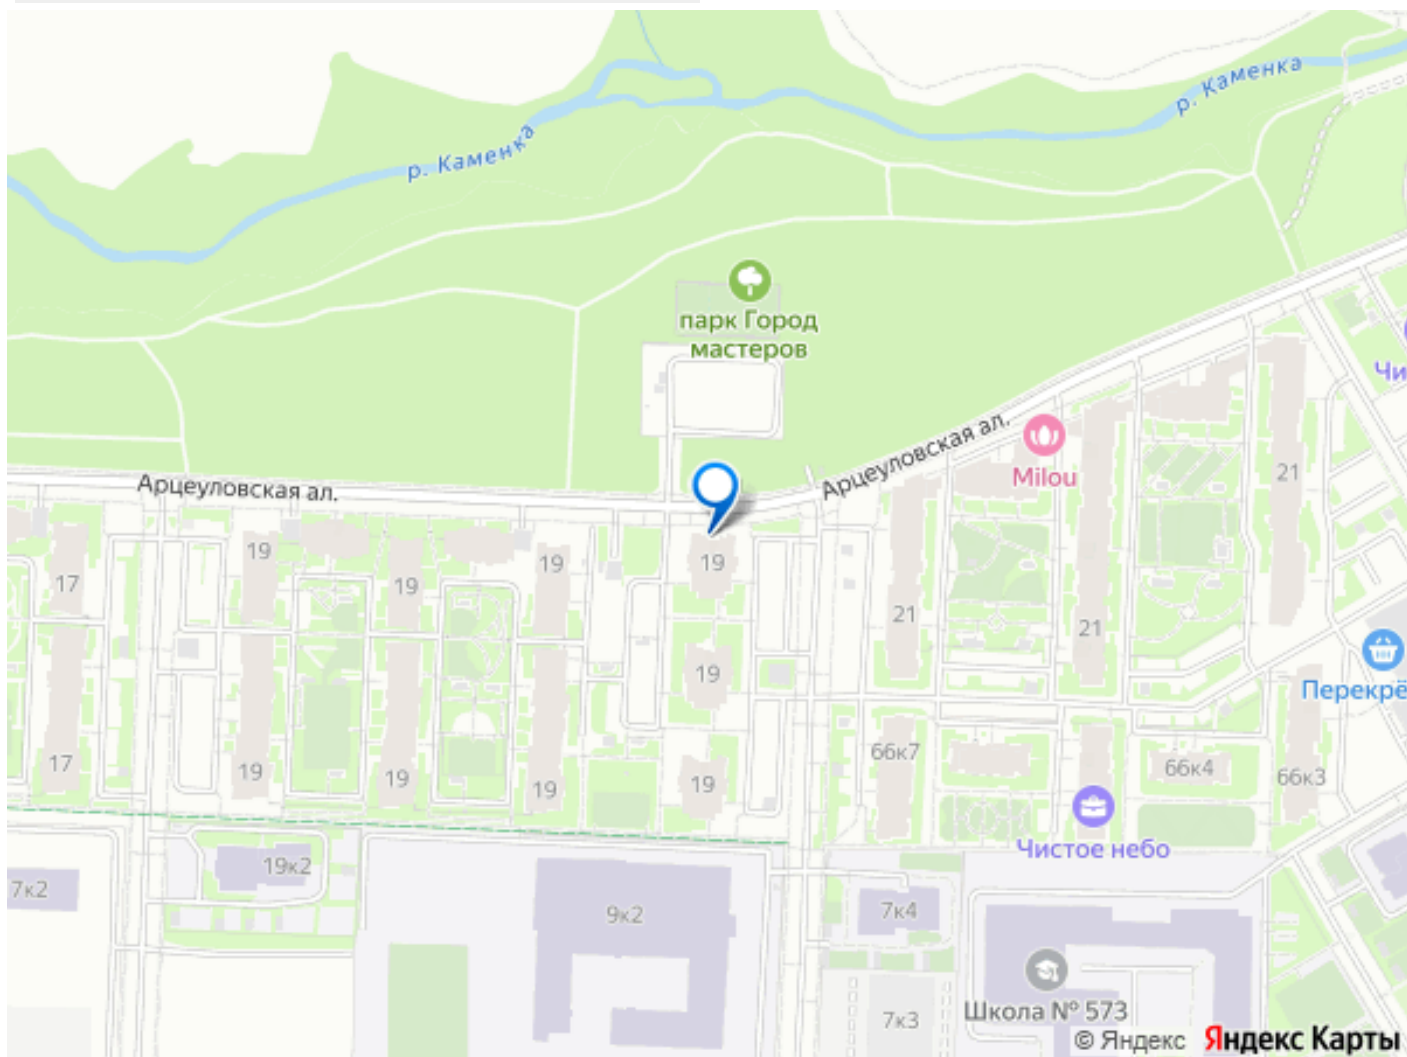 р. Каменка
р. Каменка
парк Город
мастеров
Чи
Арцеуловская ал.
Milou
Арцеуловская ал.
21
19
19
19
19
17
21
21
19
Перекрё
66к7
66к4
66к3
17
19
19
19
19
Чистое небо
19к2
7к2
9к2
7к4
Школа № 573
7к3
© Яндекс Яндекс Карты